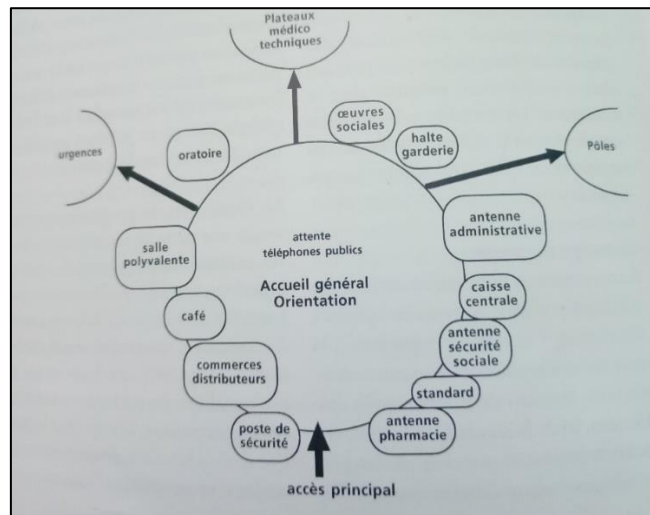 Plateaux
médico
techniques
œuvres
sociales
halte
garderie
urgences
oratoire
Pôles
antenne
administrative
attente
téléphones publics
salle
polyvalente
Accueil général
Orientation
caisse
centrale
café
antenne
sécurité
sociale
commerces
distributeurs
standard
poste de
sécurité
antenne
pharmacie
accès principal